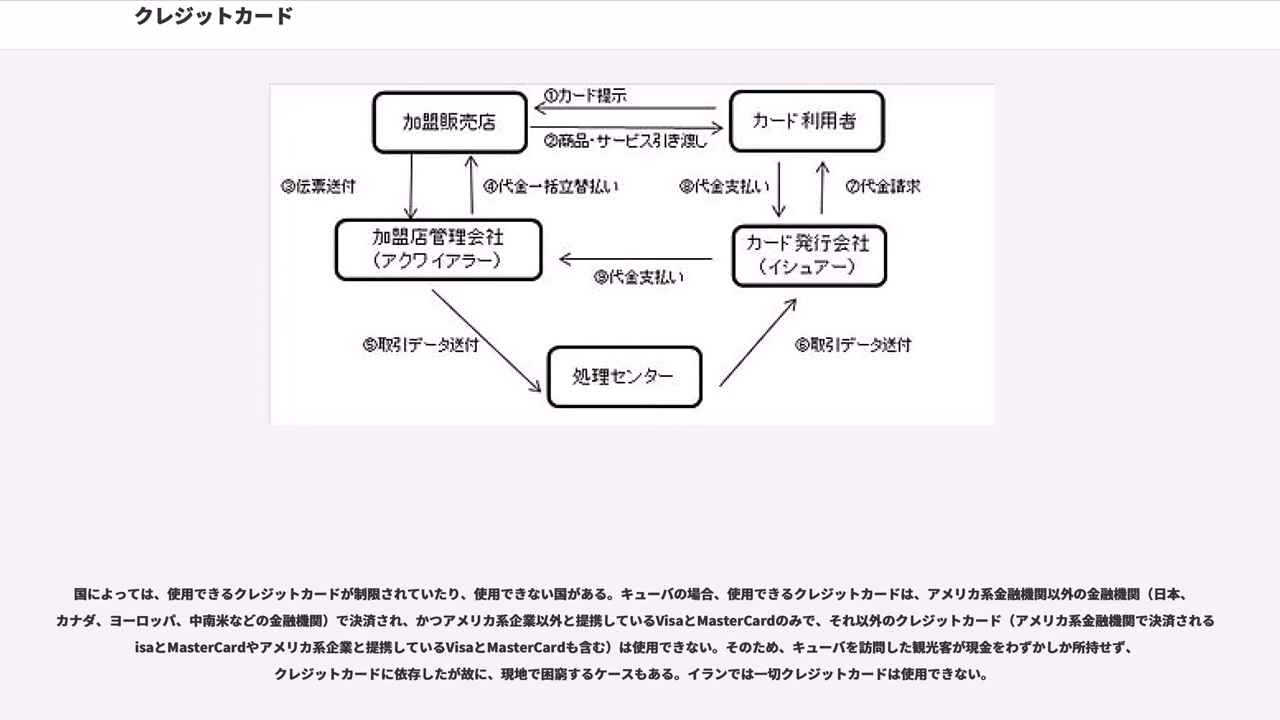 クレジットカード
①カード提示
加盟販売店
カード利用者
②商品・サービス引き渡し
③伝票送付
④代金一括立替払い
⑧代金支払い
⑦代金請求
加盟店管理会社
（アクワイアラー）
カード発行会社
（イシュアー）
⑨代金支払い
⑤取引データ送付
⑥取引データ送付
処理センター
国によっては、使用できるクレジットカードが制限されていたり、使用できない国がある。キューバの場合、使用できるクレジットカードは、アメリカ系金融機関以外の金融機関（日本、
カナダ、ヨーロッパ、中南米などの金融機関）で決済され、かつアメリカ系企業以外と提携しているVisaとMasterCardのみで、それ以外のクレジットカード（アメリカ系金融機関で決済される
isaとMasterCardやアメリカ系企業と提携しているVisaとMasterCardも含む）は使用できない。そのため、キューバを訪問した観光客が現金をわずかしか所持せず、
クレジットカードに依存したが故に、現地で困窮するケースもある。イランでは一切クレジットカードは使用できない。